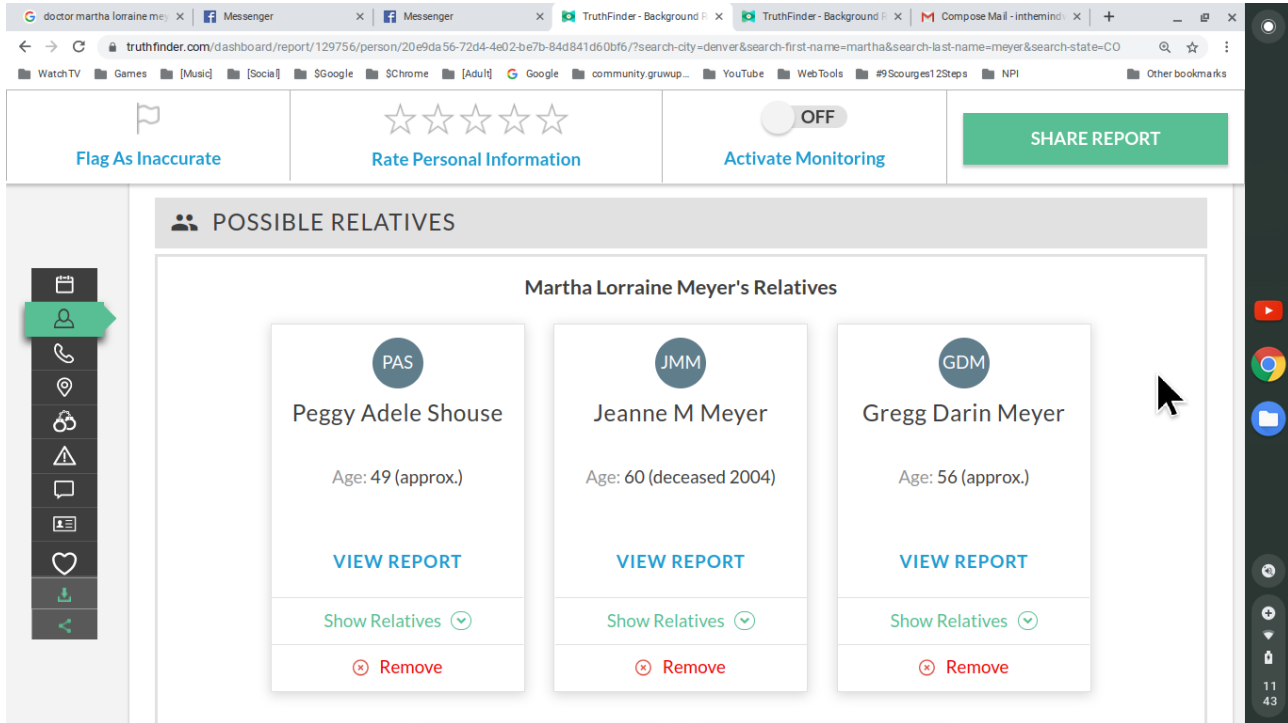 doctor martha lorraine mey
Messenger
Messenger
TruthFinder - Background R
TruthFinder - Background R
Compose Mail - inthemindv
truthfinder.com/dashboard/report/129756/person/20e9da56-72d4-4e02-be7b-84d841d60bf6/?search-city=denver&search-first-name=martha&search-last-name=meyer&search-state=CO
WatchTV Games [Music] [Social] $Google $Chrome [Adult] Google community.gruwup... YouTube WebTools #9Scourges12Steps NPI Other bookmarks
OFF
Flag As Inaccurate Rate Personal Information Activate Monitoring SHARE REPORT
POSSIBLE RELATIVES
Martha Lorraine Meyer's Relatives
PAS JMM GDM
Peggy Adele Shouse Jeanne M Meyer Gregg Darin Meyer
Age: 49 (approx.) Age: 60 (deceased 2004) Age: 56 (approx.)
VIEW REPORT VIEW REPORT VIEW REPORT
Show Relatives Show Relatives Show Relatives
Remove Remove Remove
11
43